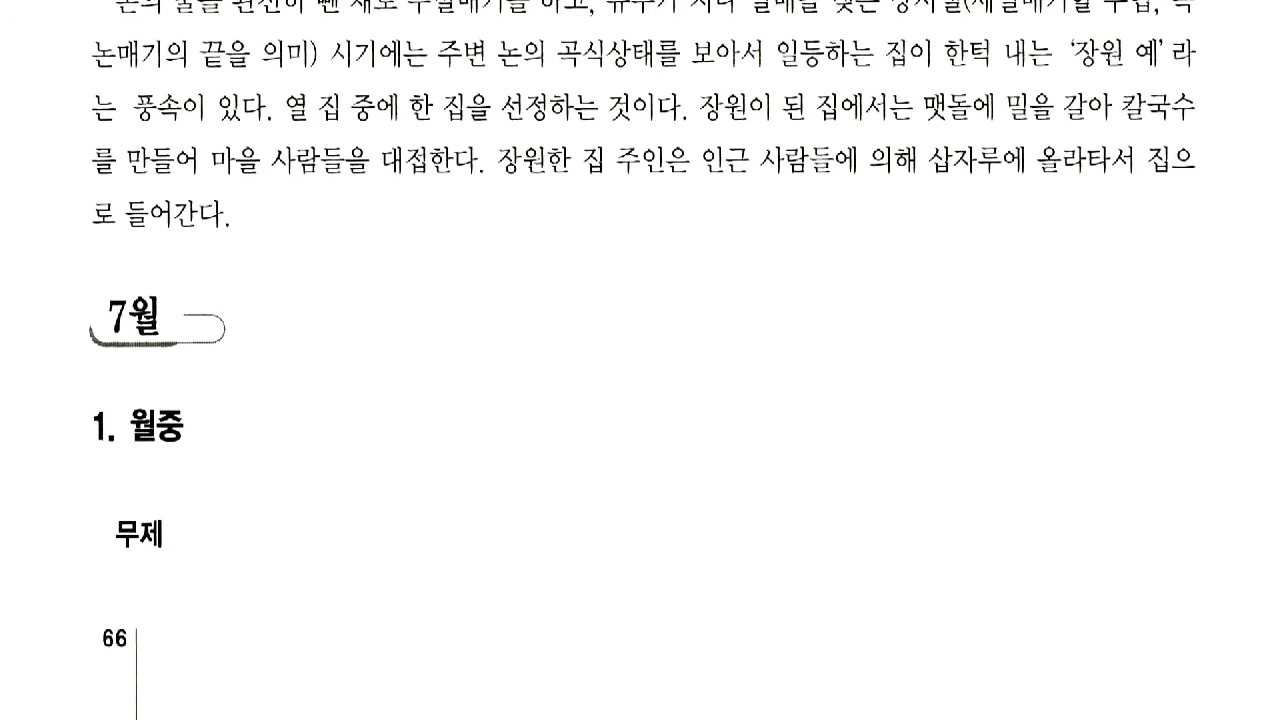 논매기의 끝을 의미) 시기에는 주변 논의 곡식상태를 보아서 일등하는 집이 한턱 내는 ‘장원 예’ 라
는 풍속이 있다. 열 집 중에 한 집을 선정하는 것이다. 장원이 된 집에서는 맷돌에 밀을 갈아 칼국수
를 만들어 마을 사람들을 대접한다. 장원한 집 주인은 인근 사람들에 의해 삽자루에 올라타서 집으
로 들어간다.
7월
1. 월중
무제
66